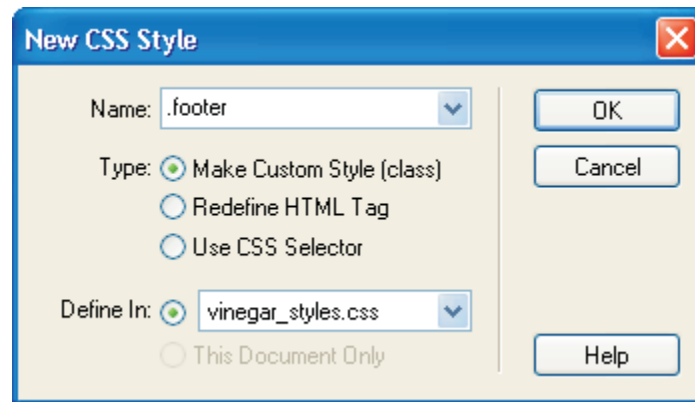 New CSS Style
Name: .footer
OK
Type: Make Custom Style (class)
Cancel
Redefine HTML Tag
Use CSS Selector
Define In: vinegar_styles.css
This Document Only
Help